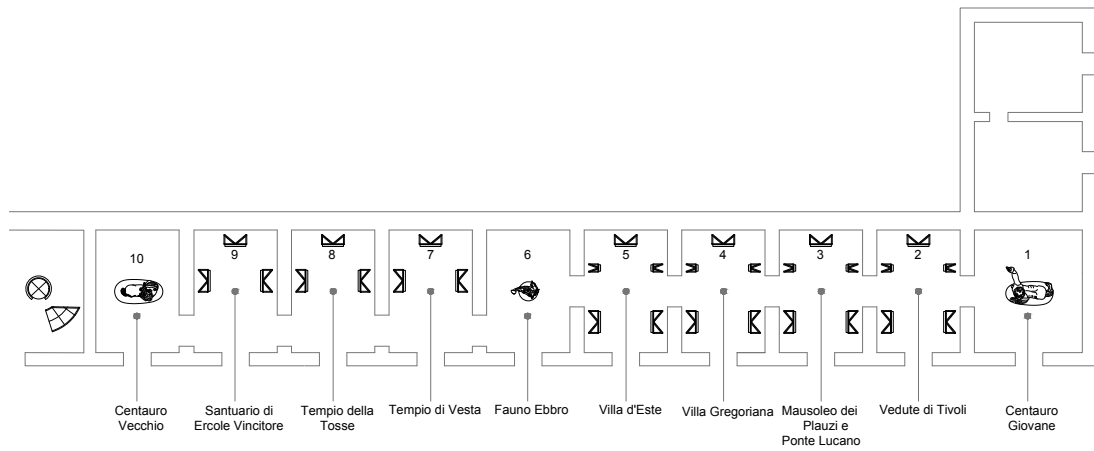 10
9
8
7
6
5
4
3
2
1
Centauro
Vecchio
Santuario di
Ercole Vincitore
Tempio della
Tosse
Tempio di Vesta
Fauno Ebbro
Villa d'Este
Villa Gregoriana
Mausoleo dei
Plauzi e
Ponte Lucano
Vedute di Tivoli
Centauro
Giovane